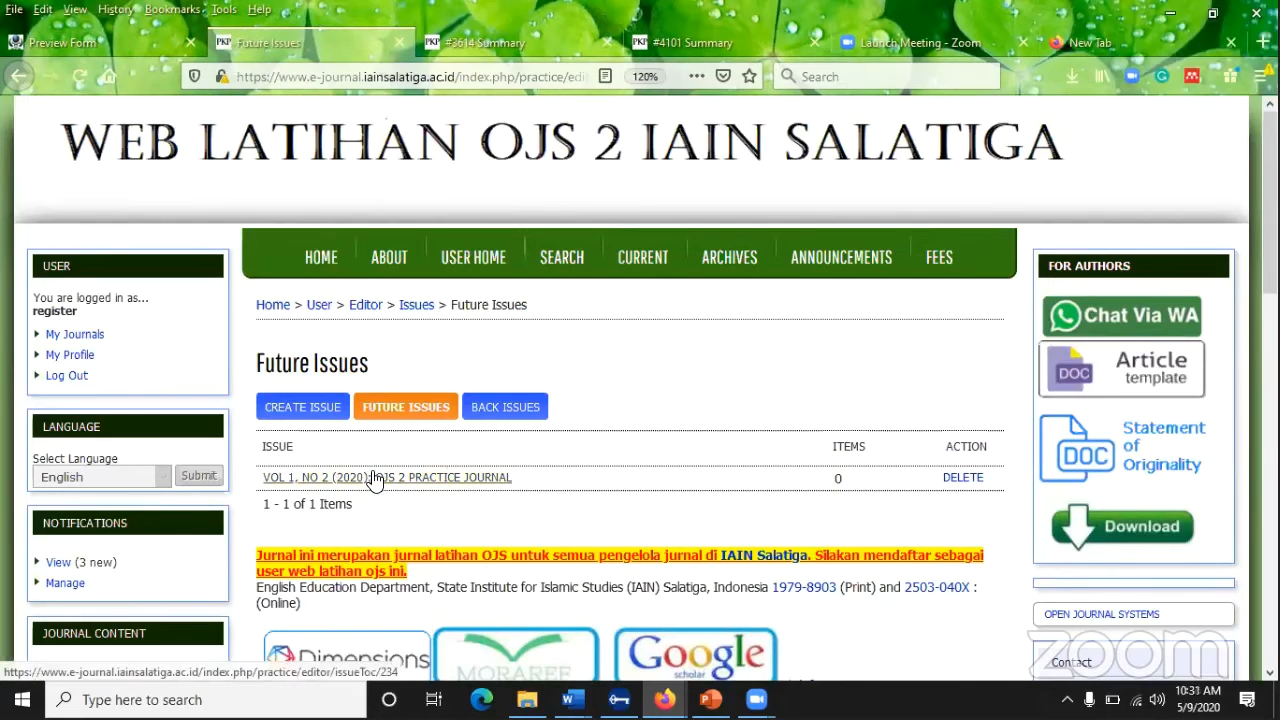 File Edit View History Bookmarks Tools Help
Preview Form
Future Issues
#3614 Summary
#4101 Summary
Launch Meeting - Zoom
New Tab
https://www.e-journal.iainsalatiga.ac.id/index.php/practice/edi
120%
Search
WEB LATIHAN OJS 2 IAIN SALATIGA
HOME ABOUT USER HOME SEARCH CURRENT ARCHIVES ANNOUNCEMENTS FEES
USER
You are logged in as...
register
My Journals
My Profile
Log Out
LANGUAGE
Select Language
English Submit
NOTIFICATIONS
View (3 new)
Manage
JOURNAL CONTENT
Home > User > Editor > Issues > Future Issues
Future Issues
CREATE ISSUE FUTURE ISSUES BACK ISSUES
ISSUE ITEMS ACTION
VOL 1, NO 2 (2020): OJS 2 PRACTICE JOURNAL 0 DELETE
1 - 1 of 1 Items
Jurnal ini merupakan jurnal latihan OJS untuk semua pengelola jurnal di IAIN Salatiga. Silakan mendaftar sebagai
user web latihan ojs ini.
English Education Department, State Institute for Islamic Studies (IAIN) Salatiga, Indonesia 1979-8903 (Print) and 2503-040X :
(Online)
Dimensions
MORAREF
Google
scholar
FOR AUTHORS
Chat Via WA
DOC
Article
template
DOC
Statement
of
Originality
Download
OPEN JOURNAL SYSTEMS
Contact
zoom
https://www.e-journal.iainsalatiga.ac.id/index.php/practice/editor/issueToc/234
Type here to search
10:31 AM
5/9/2020